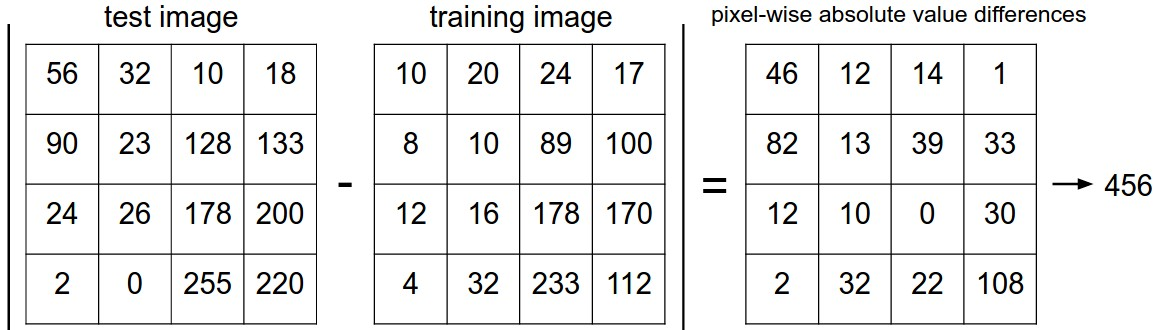 test image training image pixel-wise absolute value differences
56 32 10 18 10 20 24 17 46 12 14 1
90 23 128 133 8 10 89 100 82 13 39 33
- = 456
24 26 178 200 12 16 178 170 12 10 0 30
2 0 255 220 4 32 233 112 2 32 22 108